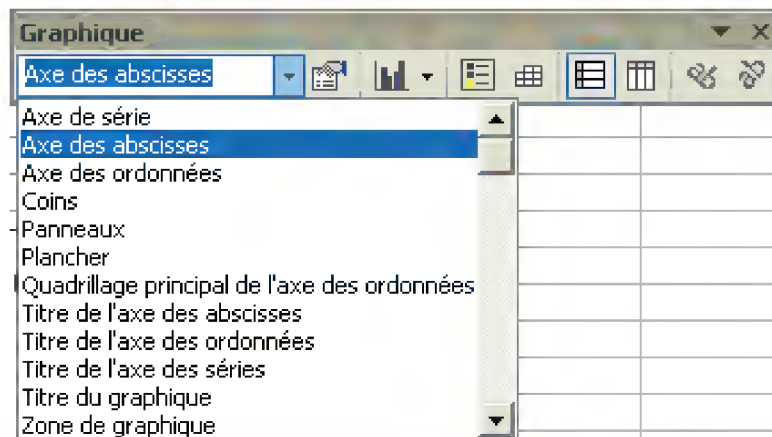 Graphique
Axe des abscisses
Axe de série
Axe des abscisses
Axe des ordonnées
Coins
Panneaux
Plancher
Quadrillage principal de l'axe des ordonnées
Titre de l'axe des abscisses
Titre de l'axe des ordonnées
Titre de l'axe des séries
Titre du graphique
Zone de graphique